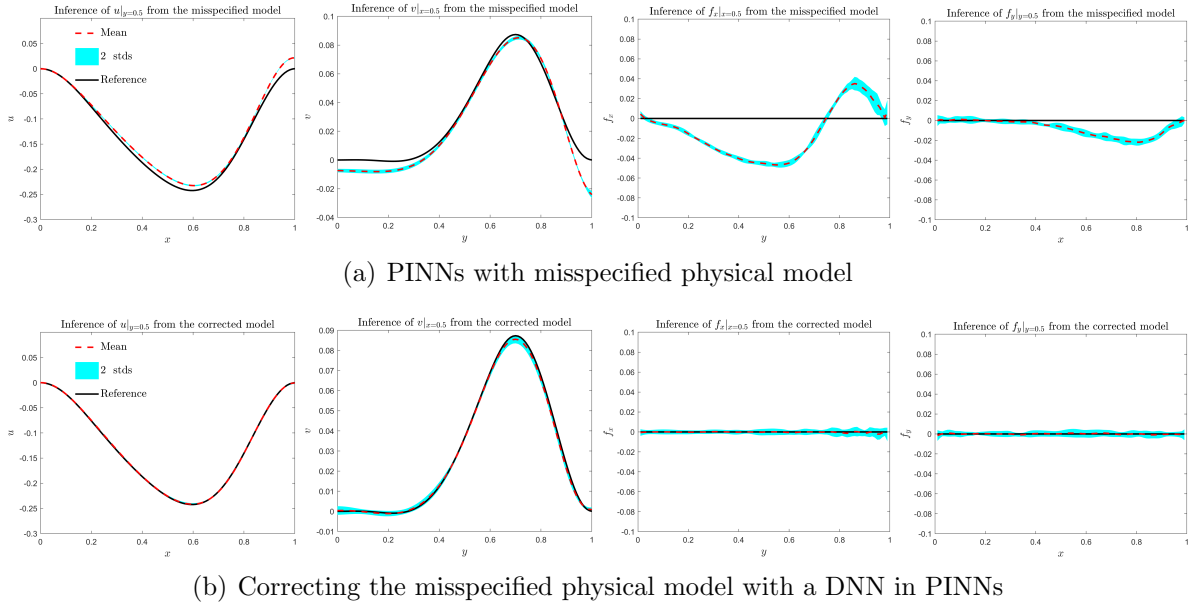 Inference of u|y=0.5 from the misspecified model
0.05
0
-0.05
-0.1
-0.15
-0.2
-0.25
-0.3
u
Mean
2 stds
Reference
0 0.2 0.4 0.6 0.8 1
x
Inference of v|x=0.5 from the misspecified model
0.1
0.08
0.06
0.04
0.02
0
-0.02
-0.04
v
0 0.2 0.4 0.6 0.8 1
y
Inference of fx|x=0.5 from the misspecified model
0.1
0.08
0.06
0.04
0.02
0
-0.02
-0.04
-0.06
-0.08
-0.1
fx
0 0.2 0.4 0.6 0.8 1
y
Inference of fy|y=0.5 from the misspecified model
0.1
0.08
0.06
0.04
0.02
0
-0.02
-0.04
-0.06
-0.08
-0.1
fy
0 0.2 0.4 0.6 0.8 1
x
(a) PINNs with misspecified physical model
Inference of u|y=0.5 from the corrected model
0.05
0
-0.05
-0.1
-0.15
-0.2
-0.25
-0.3
u
Mean
2 stds
Reference
0 0.2 0.4 0.6 0.8 1
x
Inference of v|x=0.5 from the corrected model
0.09
0.08
0.07
0.06
0.05
0.04
0.03
0.02
0.01
0
-0.01
v
0 0.2 0.4 0.6 0.8 1
y
Inference of fx|x=0.5 from the corrected model
0.1
0.08
0.06
0.04
0.02
0
-0.02
-0.04
-0.06
-0.08
-0.1
fx
0 0.2 0.4 0.6 0.8 1
y
Inference of fy|y=0.5 from the corrected model
0.1
0.08
0.06
0.04
0.02
0
-0.02
-0.04
-0.06
-0.08
-0.1
fy
0 0.2 0.4 0.6 0.8 1
x
(b) Correcting the misspecified physical model with a DNN in PINNs